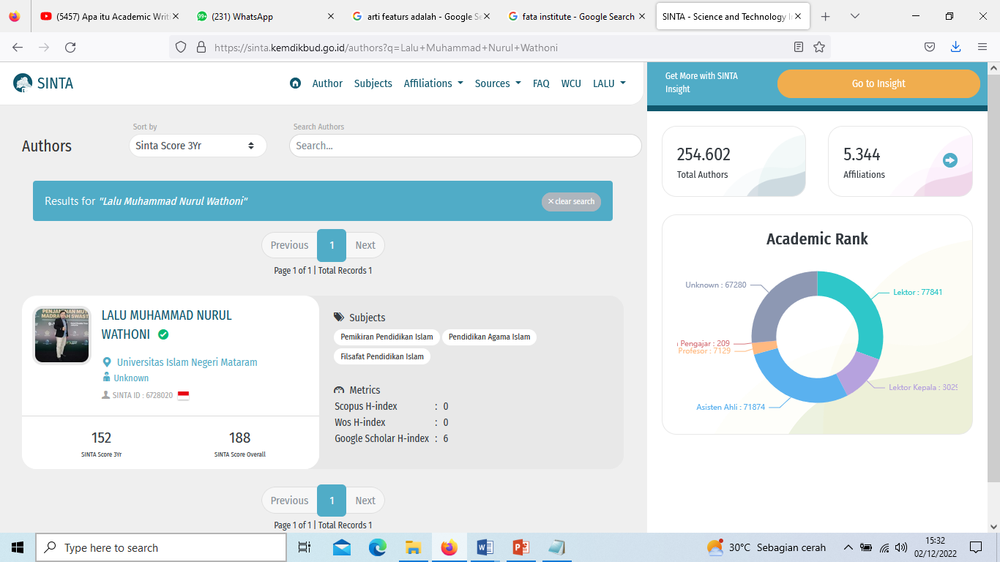 (5457) Apa itu Academic Writ
(231) WhatsApp
arti featurs adalah - Google Se
fata institute - Google Search
SINTA - Science and Technology I
https://sinta.kemdikbud.go.id/authors?q=Lalu+Muhammad+Nurul+Wathoni
SINTA
Author
Subjects
Affiliations
Sources
FAQ
WCU
LALU
Get More with SINTA
Insight
Go to Insight
Authors
Sort by
Sinta Score 3Yr
Search Authors
Search...
Results for "Lalu Muhammad Nurul Wathoni"
× clear search
Previous 1 Next
Page 1 of 1 | Total Records 1
PENJAMINAN MUT
MADRASAH SWAST
LALU MUHAMMAD NURUL
WATHONI
Universitas Islam Negeri Mataram
Unknown
SINTA ID : 6728020
152
SINTA Score 3Yr
188
SINTA Score Overall
Subjects
Pemikiran Pendidikan Islam
Pendidikan Agama Islam
Filsafat Pendidikan Islam
Metrics
Scopus H-index : 0
Wos H-index : 0
Google Scholar H-index : 6
Previous 1 Next
Page 1 of 1 | Total Records 1
254.602
Total Authors
5.344
Affiliations
Academic Rank
Unknown : 67280
Lektor : 77841
Pengajar : 209
Profesor : 7129
Lektor Kepala : 3029
Asisten Ahli : 71874
Type here to search
30°C Sebagian cerah
15:32
02/12/2022